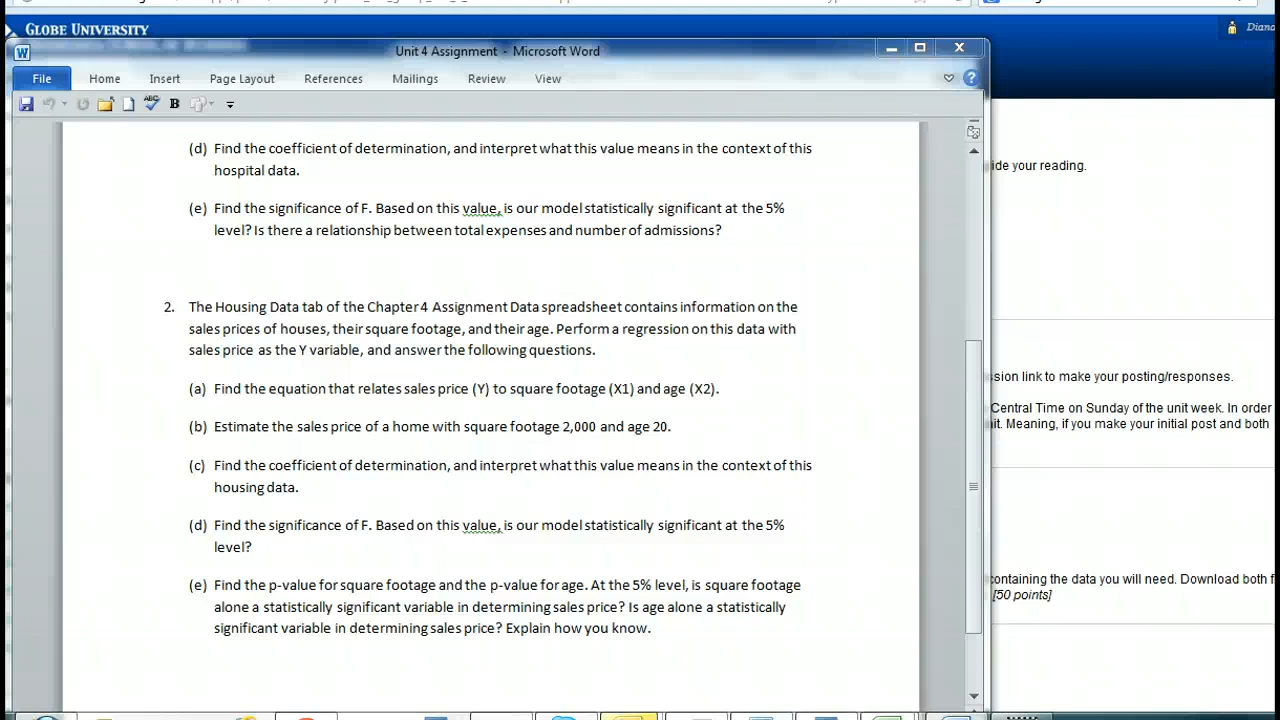 GLOBE UNIVERSITY
Diana
Unit 4 Assignment - Microsoft Word
File Home Insert Page Layout References Mailings Review View
ABC B
(d) Find the coefficient of determination, and interpret what this value means in the context of this
hospital data.
ide your reading.
(e) Find the significance of F. Based on this value, is our model statistically significant at the 5%
level? Is there a relationship between total expenses and number of admissions?
2. The Housing Data tab of the Chapter 4 Assignment Data spreadsheet contains information on the
sales prices of houses, their square footage, and their age. Perform a regression on this data with
sales price as the Y variable, and answer the following questions.
ssion link to make your posting/responses.
(a) Find the equation that relates sales price (Y) to square footage (X1) and age (X2).
Central Time on Sunday of the unit week. In order
(b) Estimate the sales price of a home with square footage 2,000 and age 20.
it. Meaning, if you make your initial post and both
(c) Find the coefficient of determination, and interpret what this value means in the context of this
housing data.
(d) Find the significance of F. Based on this value, is our model statistically significant at the 5%
level?
(e) Find the p-value for square footage and the p-value for age. At the 5% level, is square footage
alone a statistically significant variable in determining sales price? Is age alone a statistically
significant variable in determining sales price? Explain how you know.
containing the data you will need. Download both f
[50 points]